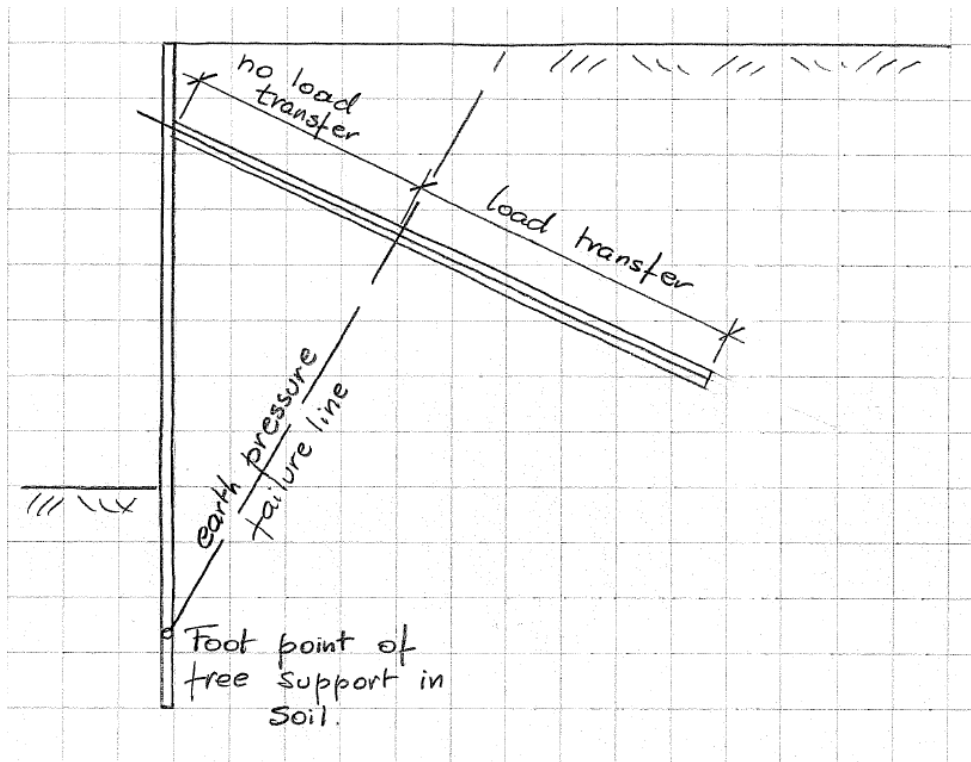 no load
transfer
load transfer
earth pressure
failure line
Foot point of
free support in
Soil.